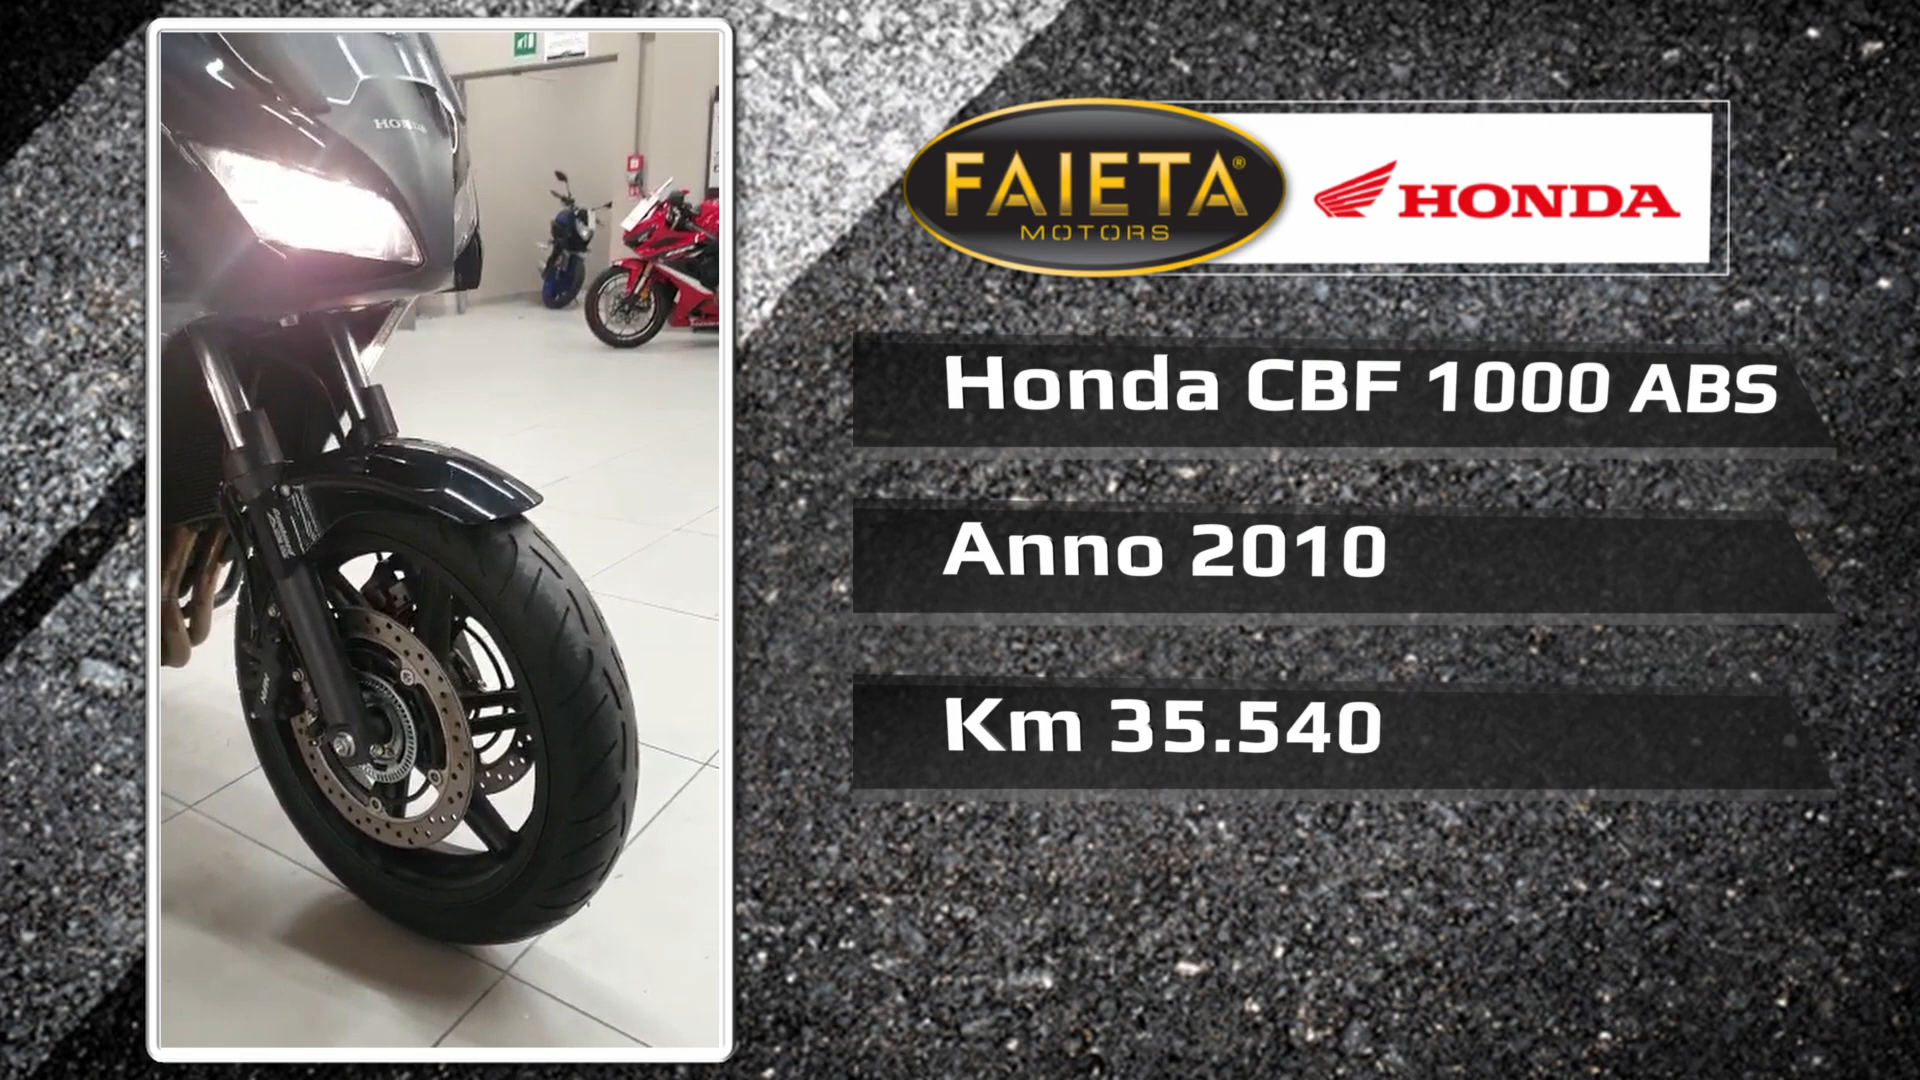 HONDA
FAIETA®
MOTORS
HONDA
Honda CBF 1000 ABS
Anno 2010
Km 35.540